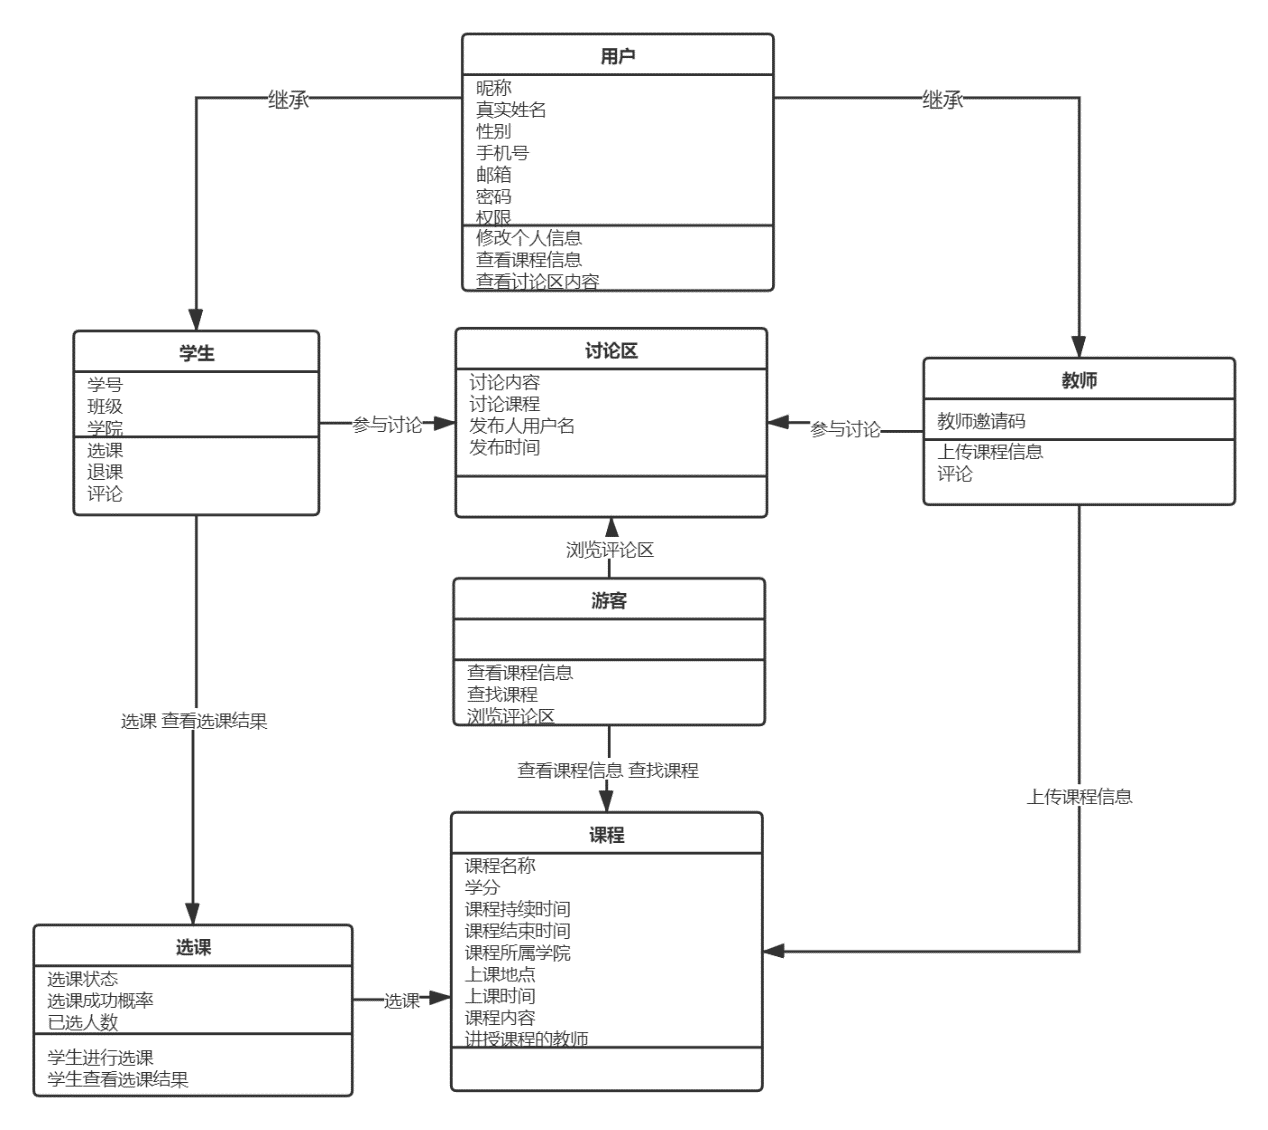 用户
昵称
真实姓名
性别
手机号
邮箱
密码
权限
修改个人信息
查看课程信息
查看讨论区内容
继承
继承
学生
学号
班级
学院
选课
退课
评论
参与讨论
讨论区
讨论内容
讨论课程
发布人用户名
发布时间
参与讨论
教师
教师邀请码
上传课程信息
评论
浏览评论区
游客
查看课程信息
查找课程
浏览评论区
选课 查看选课结果
查看课程信息 查找课程
上传课程信息
课程
课程名称
学分
课程持续时间
课程结束时间
课程所属学院
上课地点
上课时间
课程内容
讲授课程的教师
选课
选课状态
选课成功概率
已选人数
学生进行选课
学生查看选课结果
选课